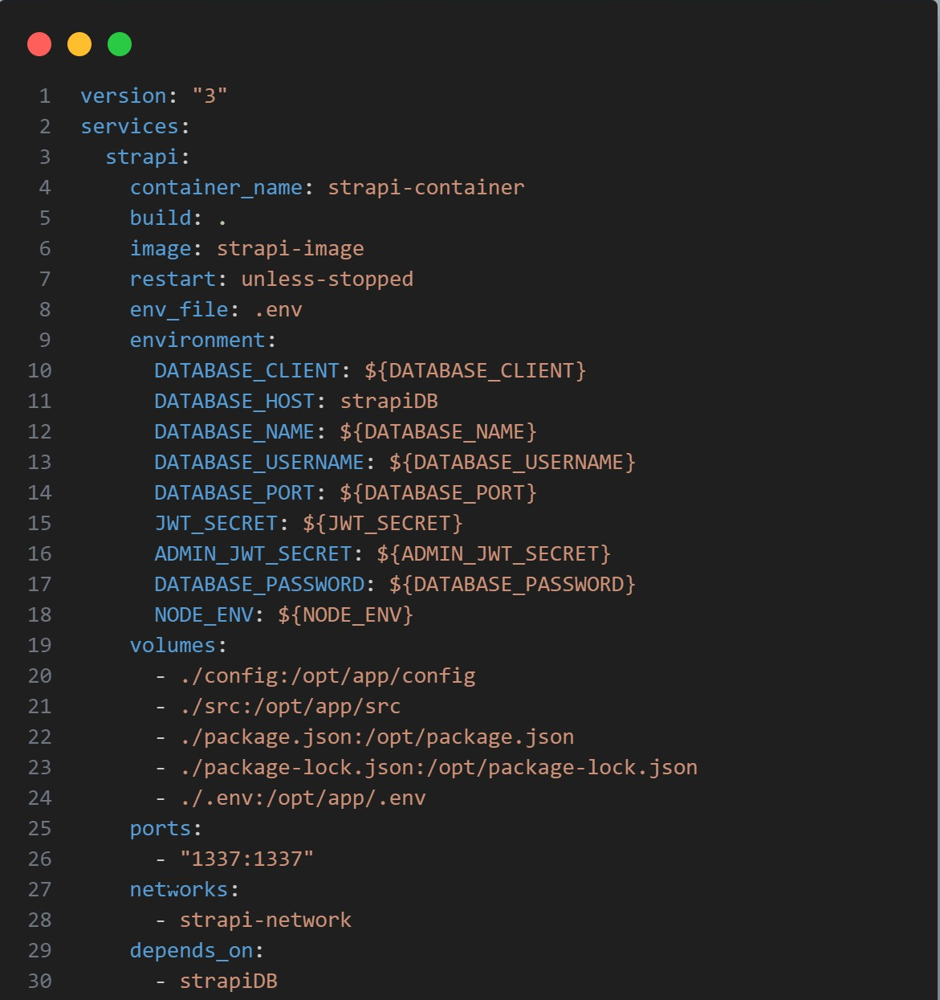 1 version: "3"
2 services:
3   strapi:
4     container_name: strapi-container
5     build: .
6     image: strapi-image
7     restart: unless-stopped
8     env_file: .env
9     environment:
10       DATABASE_CLIENT: ${DATABASE_CLIENT}
11       DATABASE_HOST: strapiDB
12       DATABASE_NAME: ${DATABASE_NAME}
13       DATABASE_USERNAME: ${DATABASE_USERNAME}
14       DATABASE_PORT: ${DATABASE_PORT}
15       JWT_SECRET: ${JWT_SECRET}
16       ADMIN_JWT_SECRET: ${ADMIN_JWT_SECRET}
17       DATABASE_PASSWORD: ${DATABASE_PASSWORD}
18       NODE_ENV: ${NODE_ENV}
19     volumes:
20       - ./config:/opt/app/config
21       - ./src:/opt/app/src
22       - ./package.json:/opt/package.json
23       - ./package-lock.json:/opt/package-lock.json
24       - ./.env:/opt/app/.env
25     ports:
26       - "1337:1337"
27     networks:
28       - strapi-network
29     depends_on:
30       - strapiDB